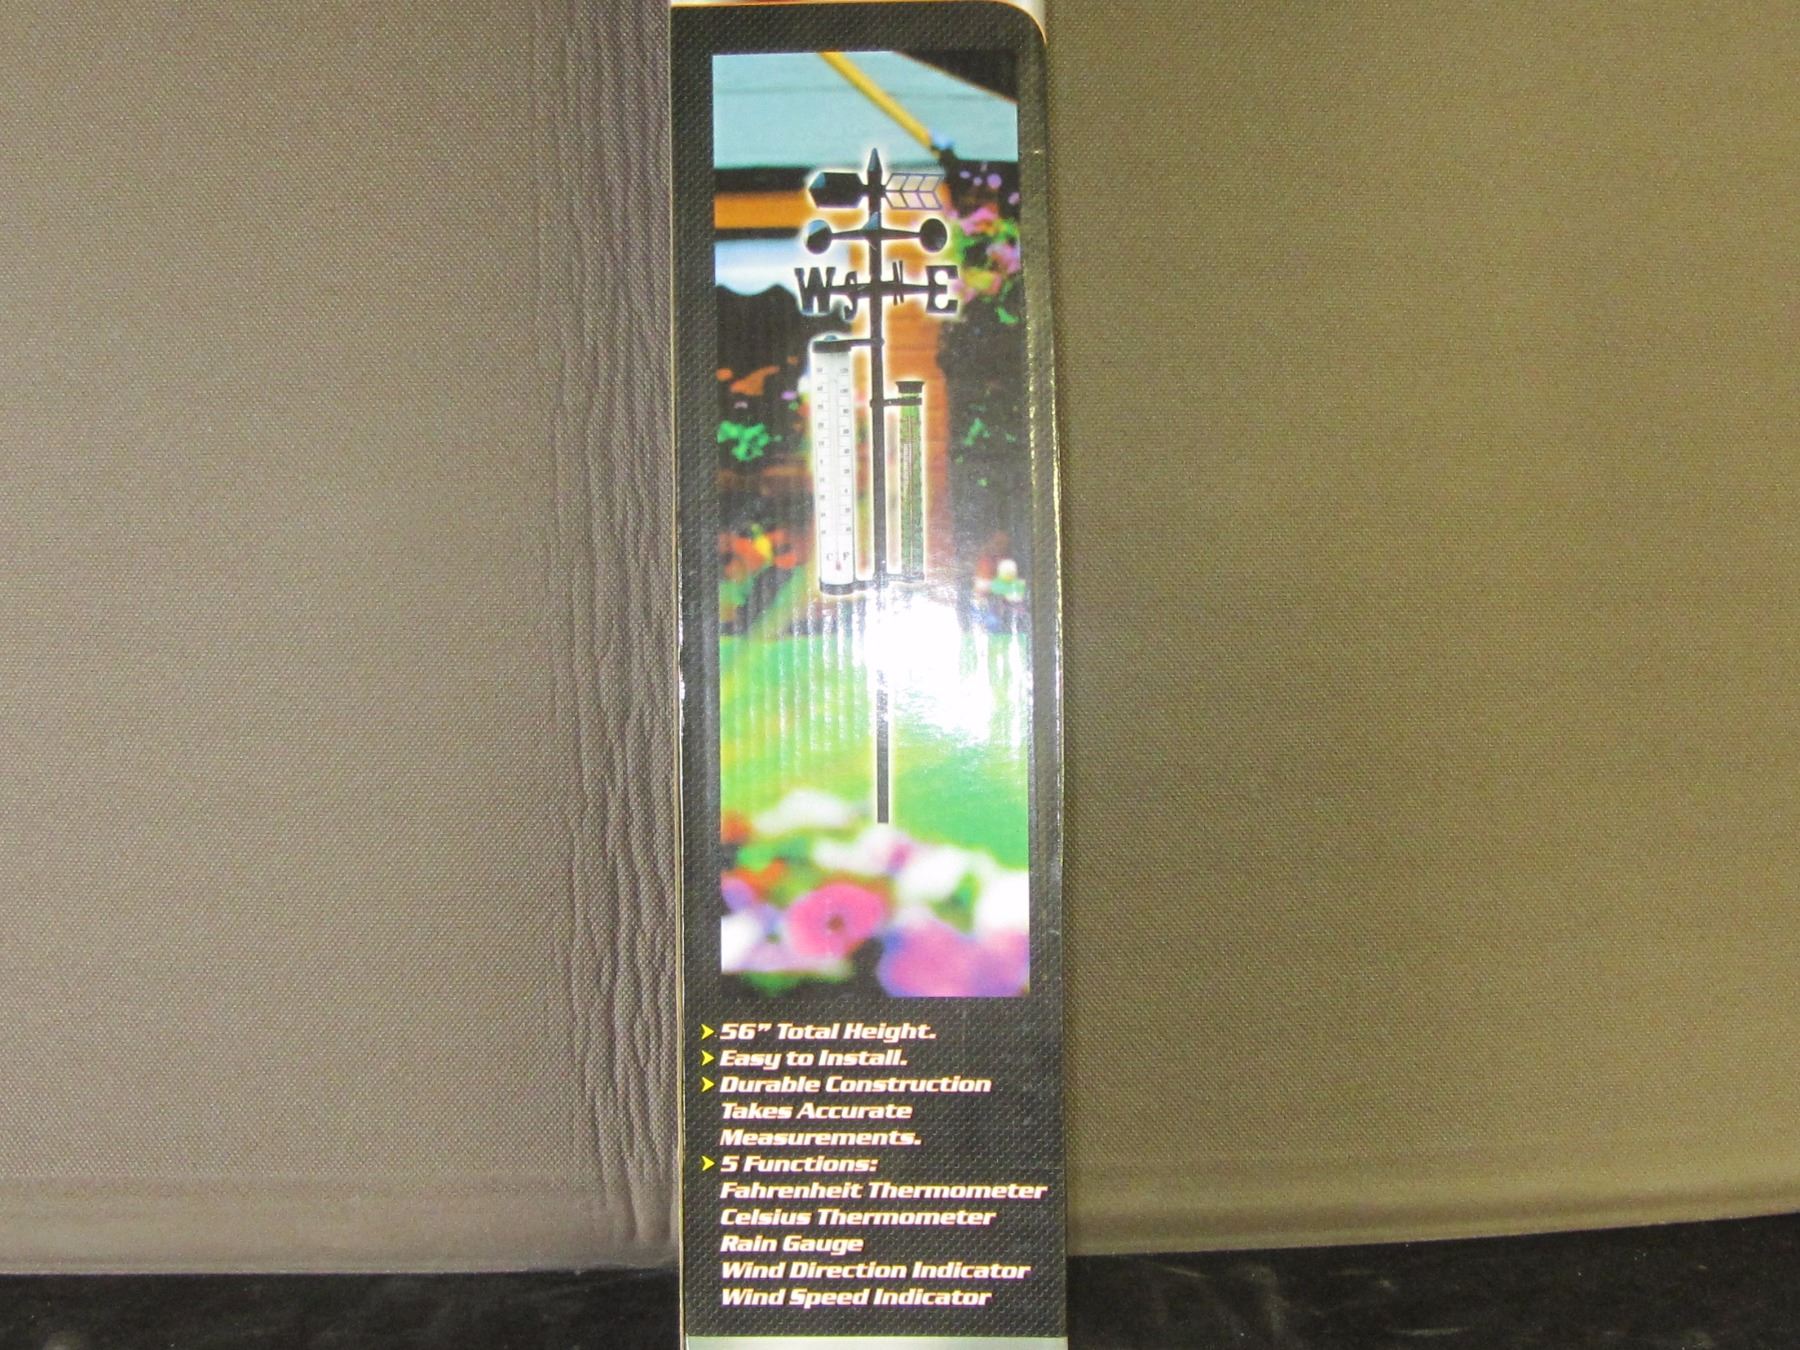 W S N E
C F
56" Total Height.
Easy to Install.
Durable Construction
Takes Accurate
Measurements.
5 Functions:
Fahrenheit Thermometer
Celsius Thermometer
Rain Gauge
Wind Direction Indicator
Wind Speed Indicator